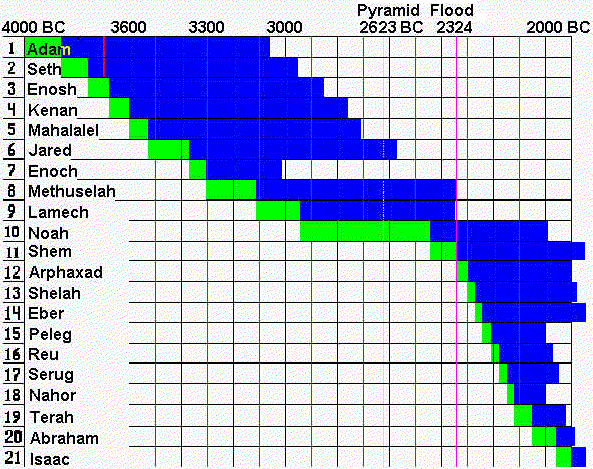 Pyramid Flood
4000 BC 3600 3300 3000 2623 BC 2324 2000 BC
1 Adam
2 Seth
3 Enosh
4 Kenan
5 Mahalalel
6 Jared
7 Enoch
8 Methuselah
9 Lamech
10 Noah
11 Shem
12 Arphaxad
13 Shelah
14 Eber
15 Peleg
16 Reu
17 Serug
18 Nahor
19 Terah
20 Abraham
21 Isaac